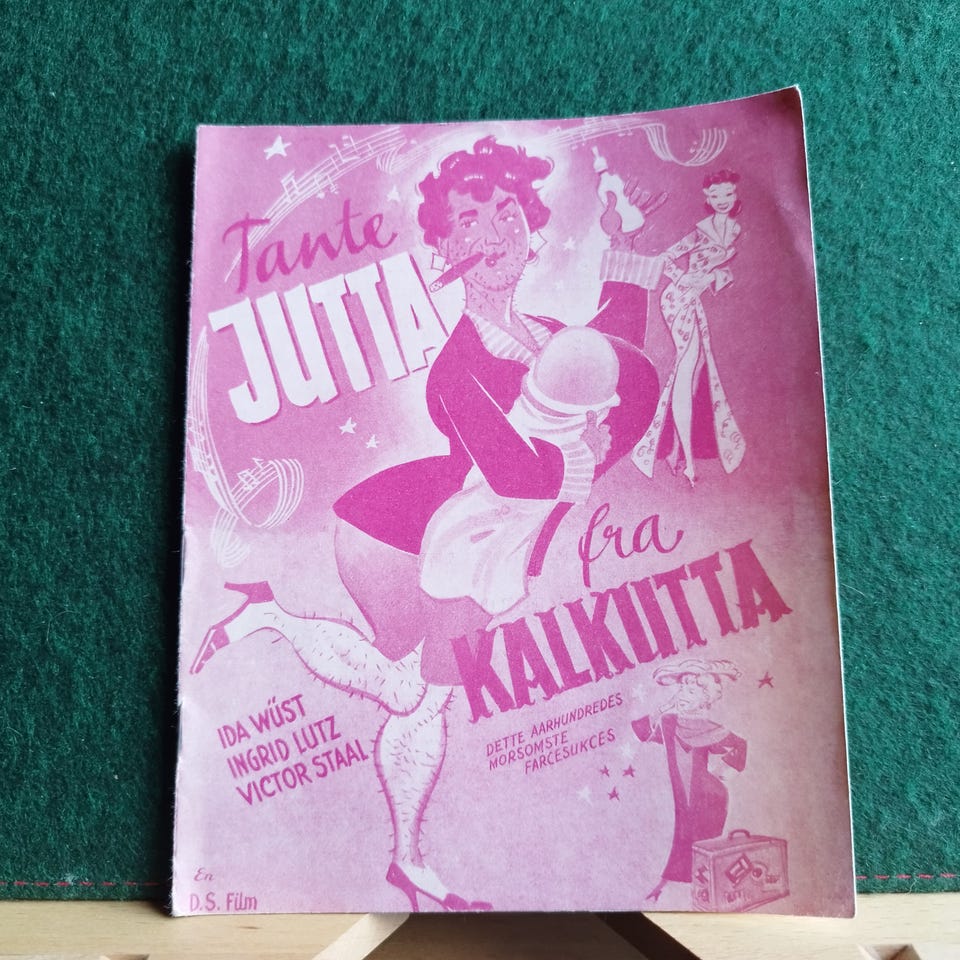 Tante
JUTTA
fra
KALKUTTA
IDA WÜST
INGRID LUTZ
VICTOR STAAL
DETTE AARHUNDREDES
MORSOMSTE
FARCESUKCES
En
D.S. Film